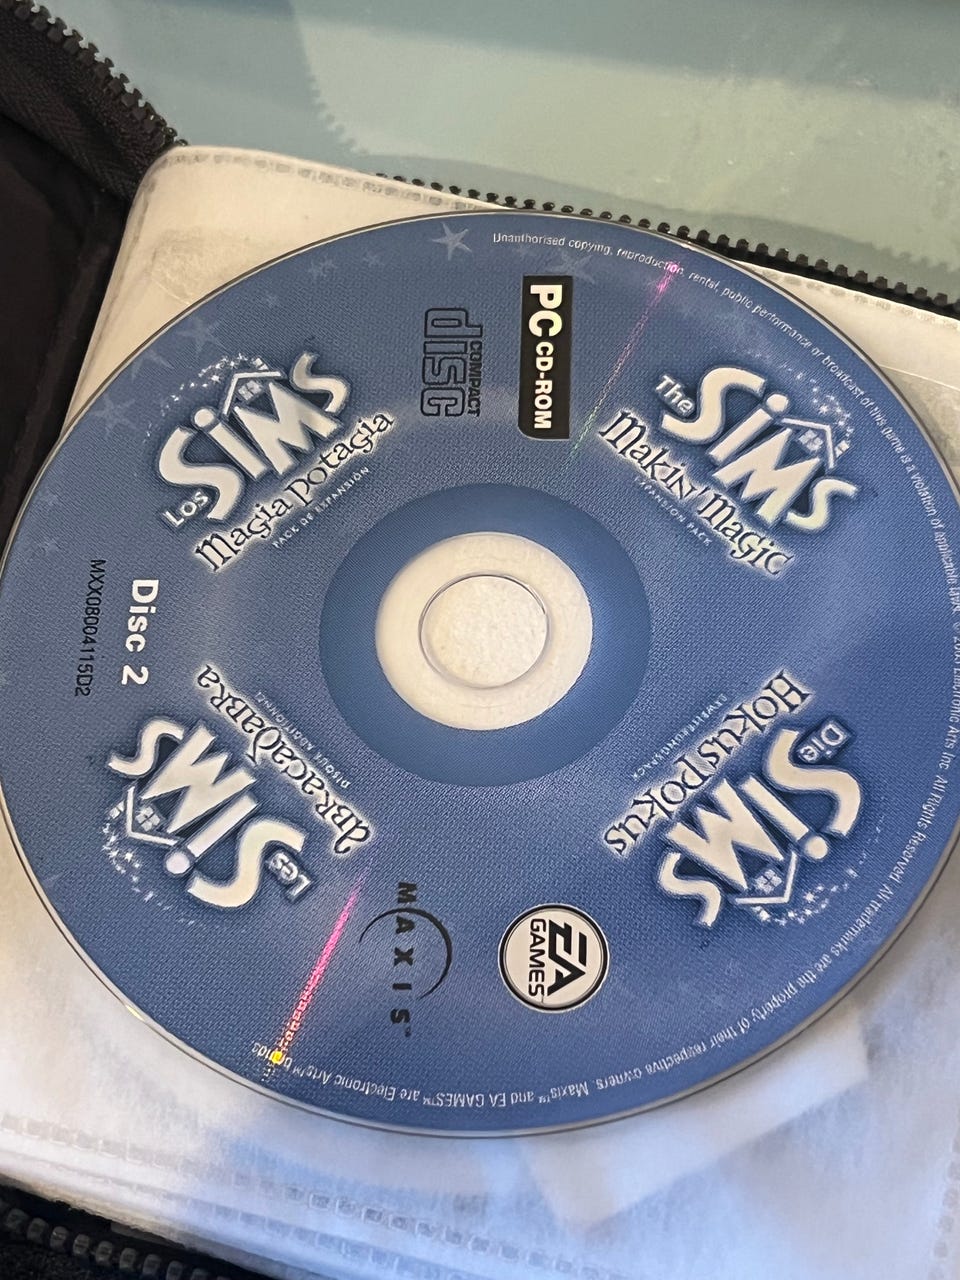 Unauthorised copying, reproduction, rental, public performance or broadcast of this game is a violation of applicable laws. © 2003 Electronic Arts Inc. All Rights Reserved. All trademarks are the property of their respective owners. Maxis™ and EA GAMES™ are Electronic Arts™ brands
PC CD-ROM
COMPACT
disc
The
SIMS
Makin' Magic
EXPANSION PACK
Los
SIMS
Magia Potagia
PACK DE EXPANSIÓN
Disc 2
MXX08004115D2
Les
SIMS
Abracadabra
DISQUE ADDITIONNEL
Die
SIMS
Hokus Pokus
ERWEITERUNGSPACK
MAXIS™
EA
GAMES™